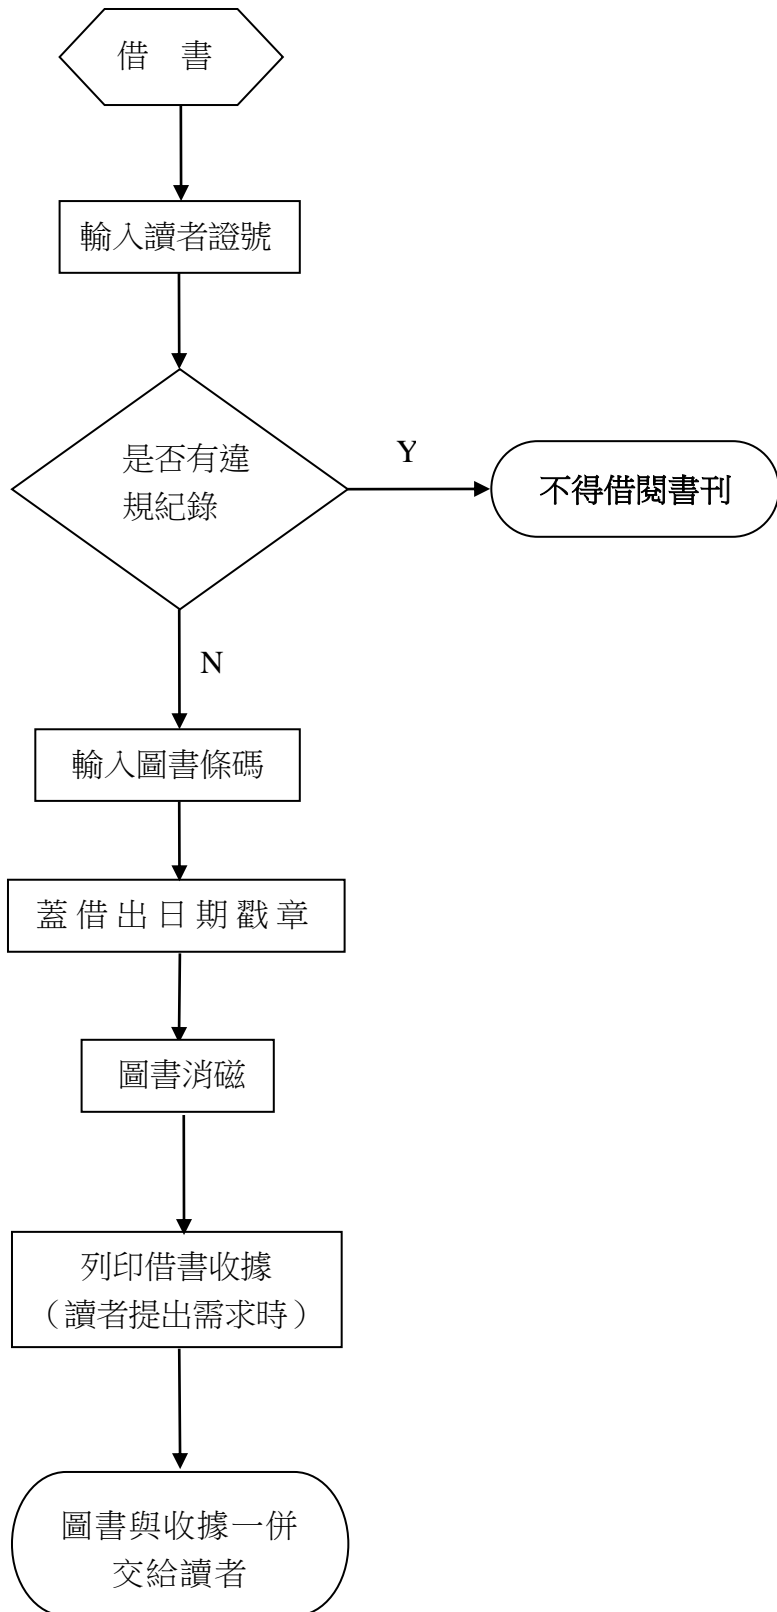 借 書
輸入讀者證號
是否有違
規紀錄
Y
不得借閱書刊
N
輸入圖書條碼
蓋借出日期戳章
圖書消磁
列印借書收據
（讀者提出需求時）
圖書與收據一併
交給讀者